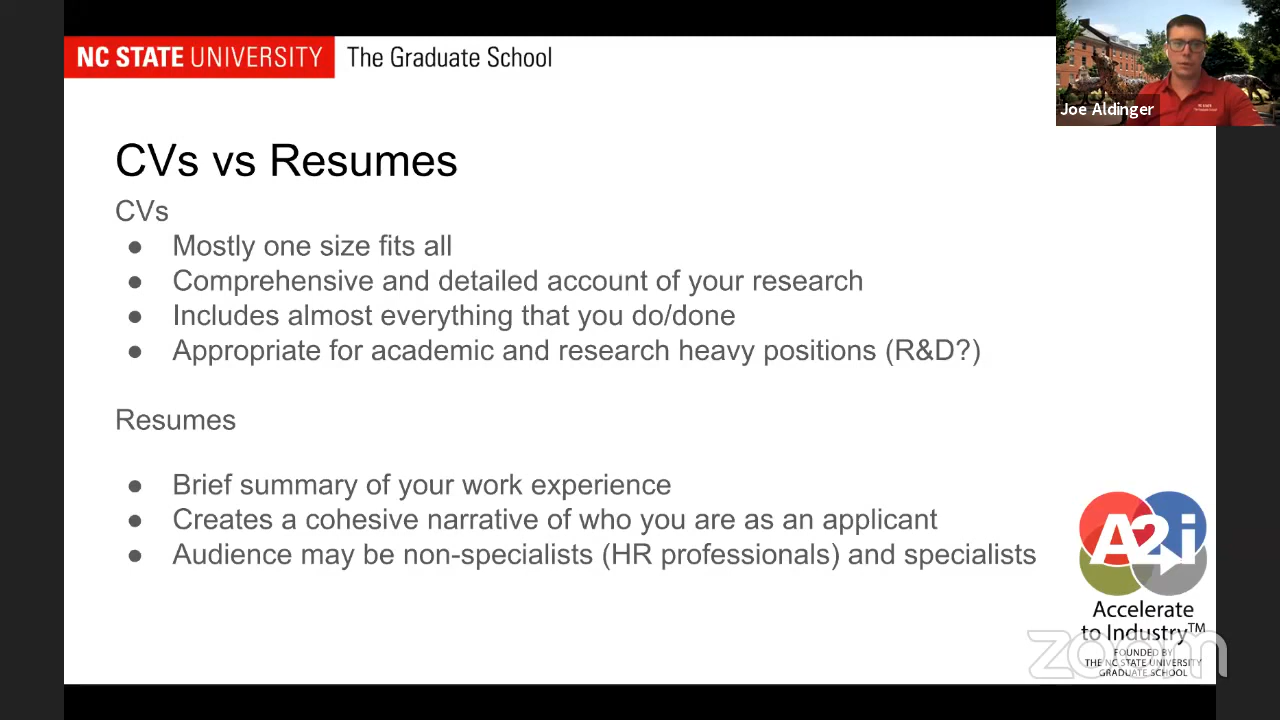 NC STATE UNIVERSITY The Graduate School
Joe Aldinger
CVs vs Resumes
CVs
● Mostly one size fits all
● Comprehensive and detailed account of your research
● Includes almost everything that you do/done
● Appropriate for academic and research heavy positions (R&D?)
Resumes
● Brief summary of your work experience
● Creates a cohesive narrative of who you are as an applicant
● Audience may be non-specialists (HR professionals) and specialists
A2i
Accelerate
to Industry™
FOUNDED BY
THE NC STATE UNIVERSITY
GRADUATE SCHOOL
zoom